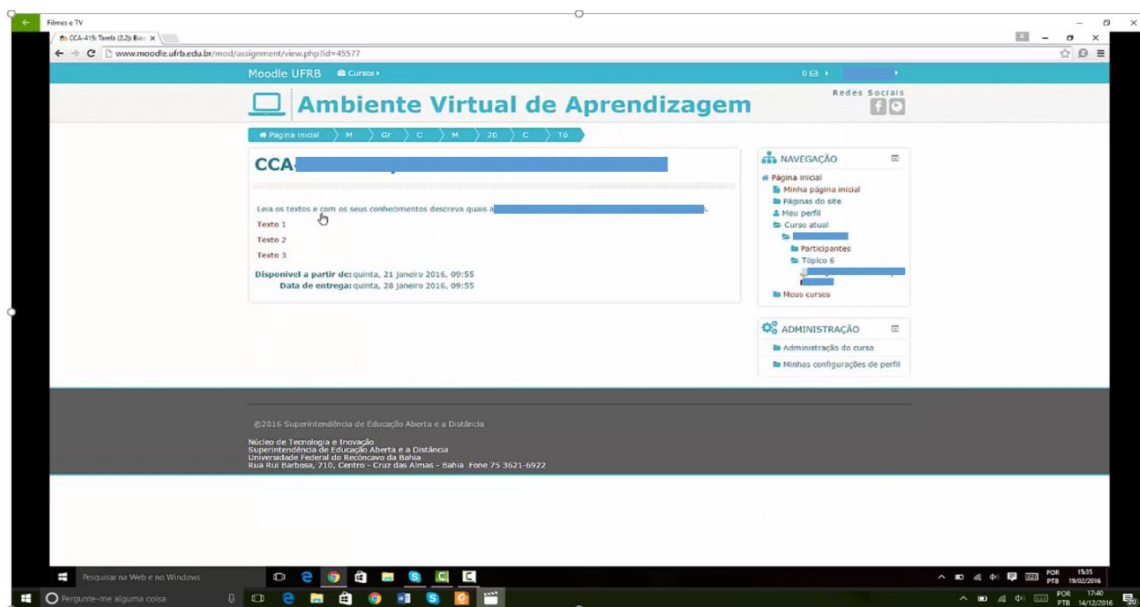 Filmes e TV
CCA-415: Tarefa (2.2):
www.moodle.ufrb.edu.br/mod/assignment/view.php?id=45577
Moodle UFRB Cursos
0
Ambiente Virtual de Aprendizagem
Redes Sociais
Página inicial M Gr C M 20 C Tó
CCA-
Leia os textos e com os seus conhecimentos descreva quais a
Texto 1
Texto 2
Texto 3
Disponível a partir de: quinta, 21 janeiro 2016, 09:55
Data de entrega: quinta, 28 janeiro 2016, 09:55
NAVEGAÇÃO
Página inicial
Minha página inicial
Páginas do site
Meu perfil
Curso atual
Participantes
Tópico 6
Meus cursos
ADMINISTRAÇÃO
Administração do curso
Minhas configurações de perfil
©2016 Superintendência de Educação Aberta e a Distância
Núcleo de Tecnologia e Inovação
Superintendência de Educação Aberta e a Distância
Universidade Federal do Recôncavo da Bahia
Rua Rui Barbosa, 710, Centro - Cruz das Almas - Bahia Fone 75 3621-6922
Pesquisar na Web e no Windows
POR 15:35
PTB 19/02/2016
Pergunte-me alguma coisa
POR 17:40
PTB 14/12/2016